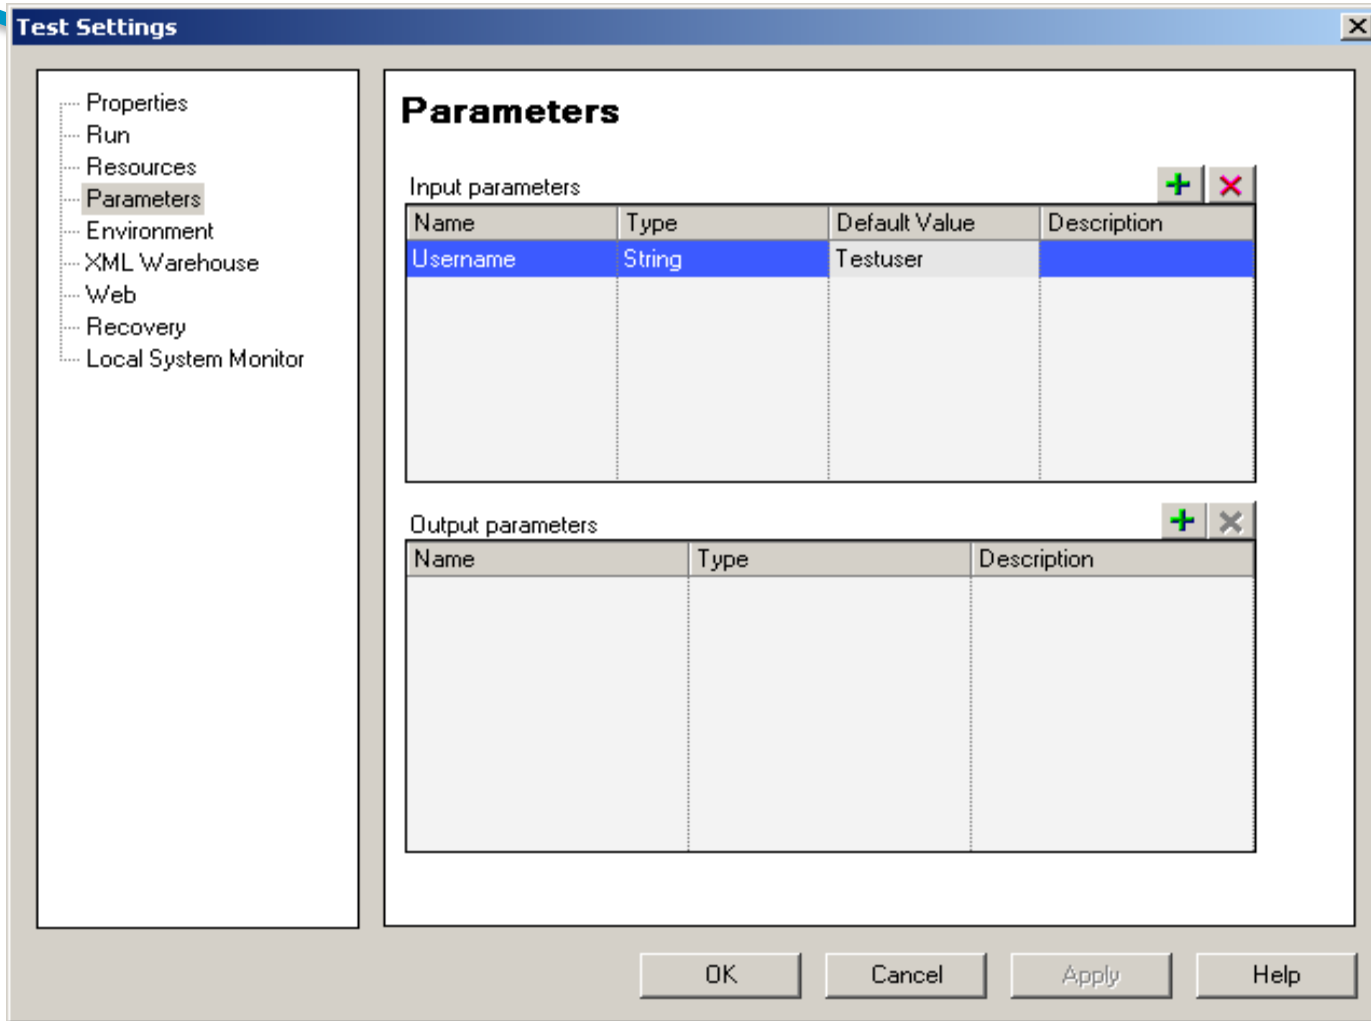 Test Settings
Properties
Run
Resources
Parameters
Environment
XML Warehouse
Web
Recovery
Local System Monitor
Parameters
Input parameters
Name Type Default Value Description
Username String Testuser
Output parameters
Name Type Description
OK Cancel Apply Help